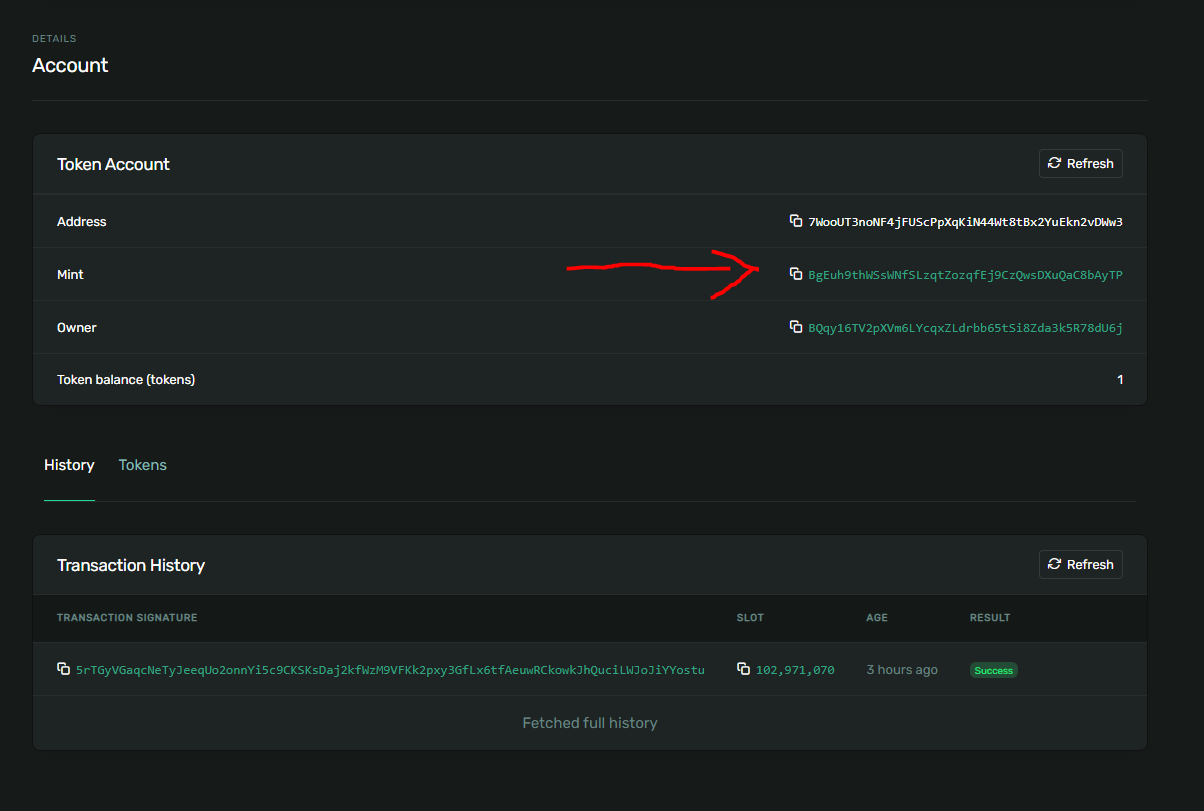 DETAILS
Account
Token Account
Refresh
Address
7WooUT3noNF4jFUScPpXqKiN44Wt8tBx2YuEkn2vDWw3
Mint
BgEuh9thWSsWNfSLzqtZozqfEj9CzQwsDXuQaC8bAyTP
Owner
BQqy16TV2pXVm6LYcqxZLdrbb65tSi8Zda3k5R78dU6j
Token balance (tokens)
1
History Tokens
Transaction History
Refresh
TRANSACTION SIGNATURE SLOT AGE RESULT
5rTGyVGaqcNeTyJeeqUo2onnYi5c9CKSKsDaj2kfWzM9VFKk2pxy3GfLx6tfAeuwRCkowkJhQuciLWJoJiYYostu 102,971,070 3 hours ago Success
Fetched full history